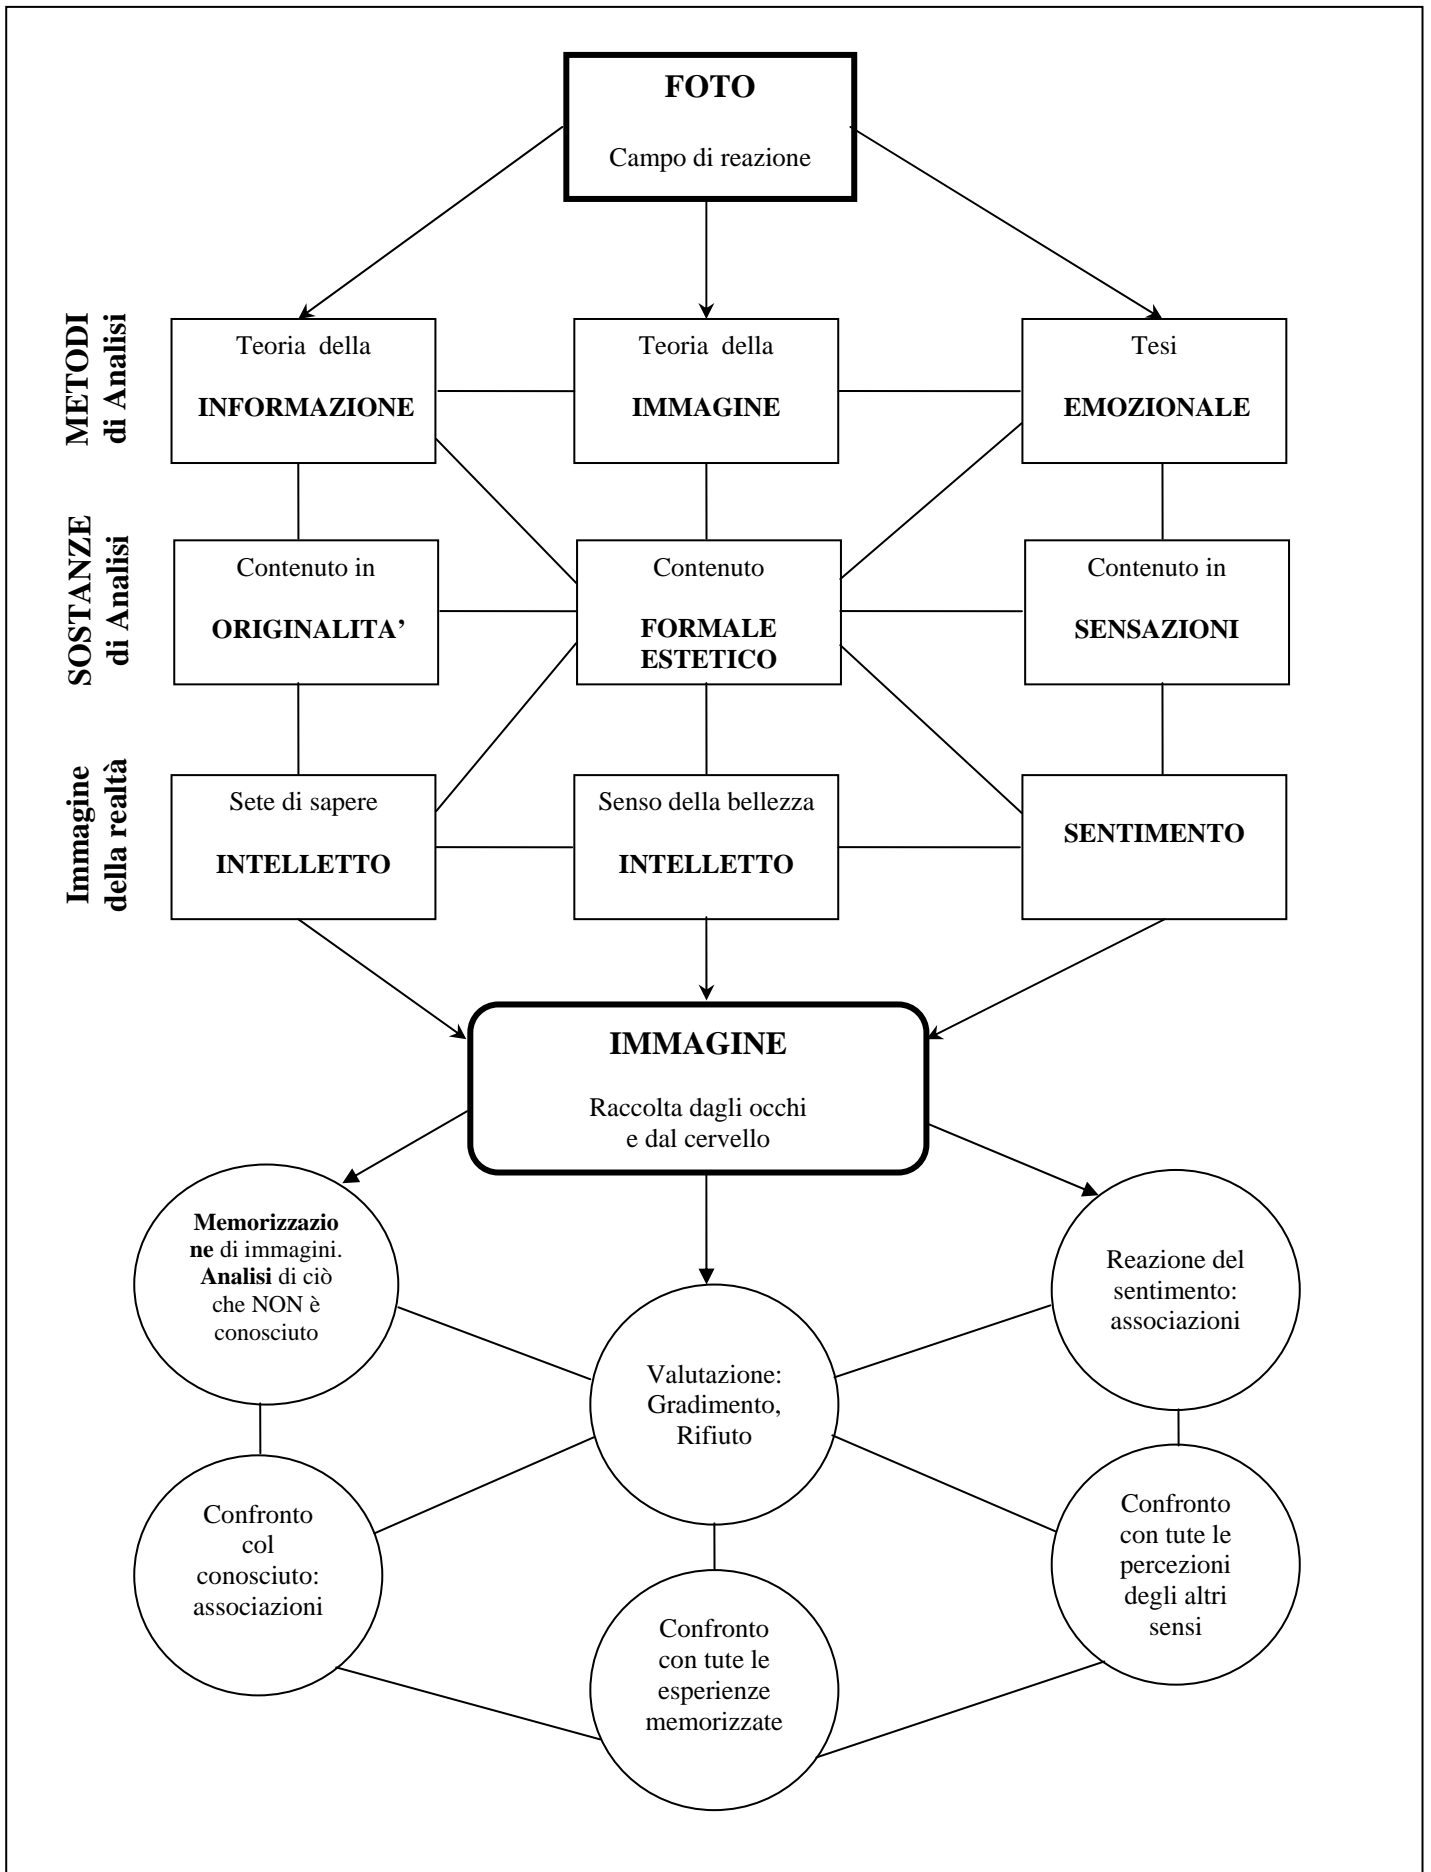 FOTO
Campo di reazione
METODI
di Analisi
Teoria della
INFORMAZIONE
Teoria della
IMMAGINE
Tesi
EMOZIONALE
SOSTANZE
di Analisi
Contenuto in
ORIGINALITA’
Contenuto
FORMALE
ESTETICO
Contenuto in
SENSAZIONI
Immagine
della realtà
Sete di sapere
INTELLETTO
Senso della bellezza
INTELLETTO
SENTIMENTO
IMMAGINE
Raccolta dagli occhi
e dal cervello
Memorizzazio
ne di immagini.
Analisi di ciò
che NON è
conosciuto
Reazione del
sentimento:
associazioni
Valutazione:
Gradimento,
Rifiuto
Confronto
col
conosciuto:
associazioni
Confronto
con tute le
percezioni
degli altri
sensi
Confronto
con tute le
esperienze
memorizzate